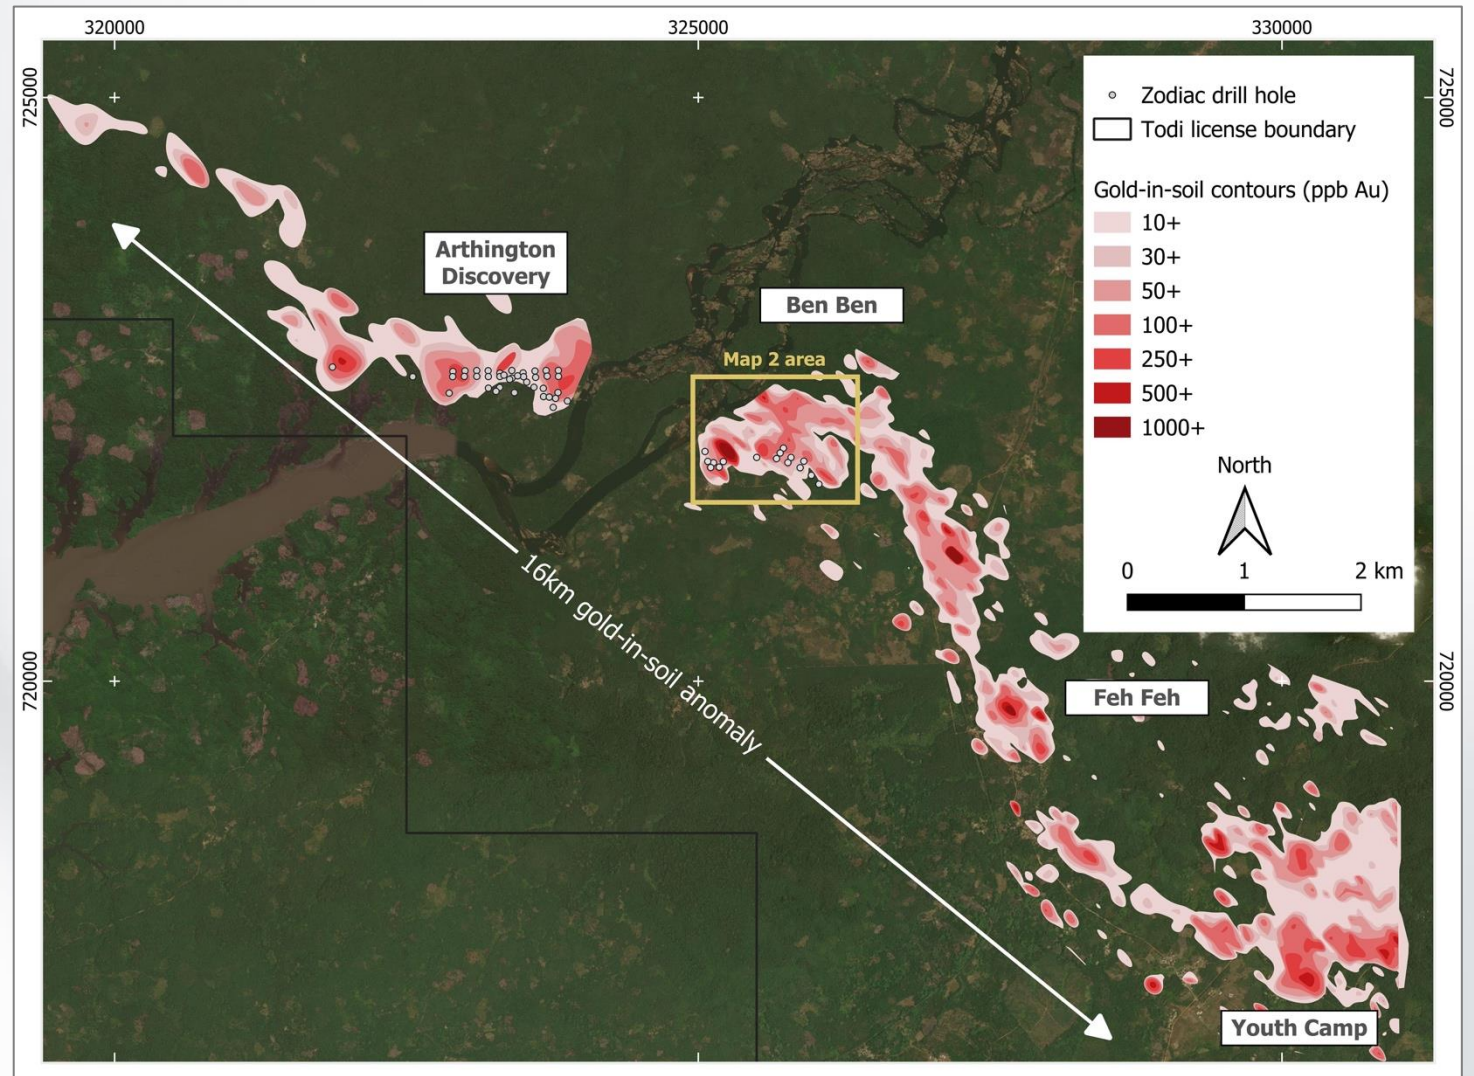 320000
325000
330000
725000
725000
Zodiac drill hole
Todi license boundary
Gold-in-soil contours (ppb Au)
10+
30+
50+
100+
250+
500+
1000+
North
0 1 2 km
Arthington
Discovery
Ben Ben
Map 2 area
16km gold-in-soil anomaly
720000
720000
Feh Feh
Youth Camp